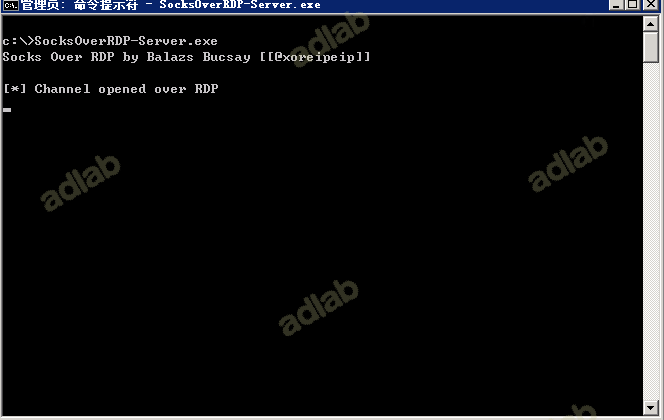 管理员: 命令提示符 - SocksOverRDP-Server.exe
c:\>SocksOverRDP-Server.exe
Socks Over RDP by Balazs Bucsay [[@xoreipeip]]
[*] Channel opened over RDP
adlab
adlab
adlab
adlab
adlab